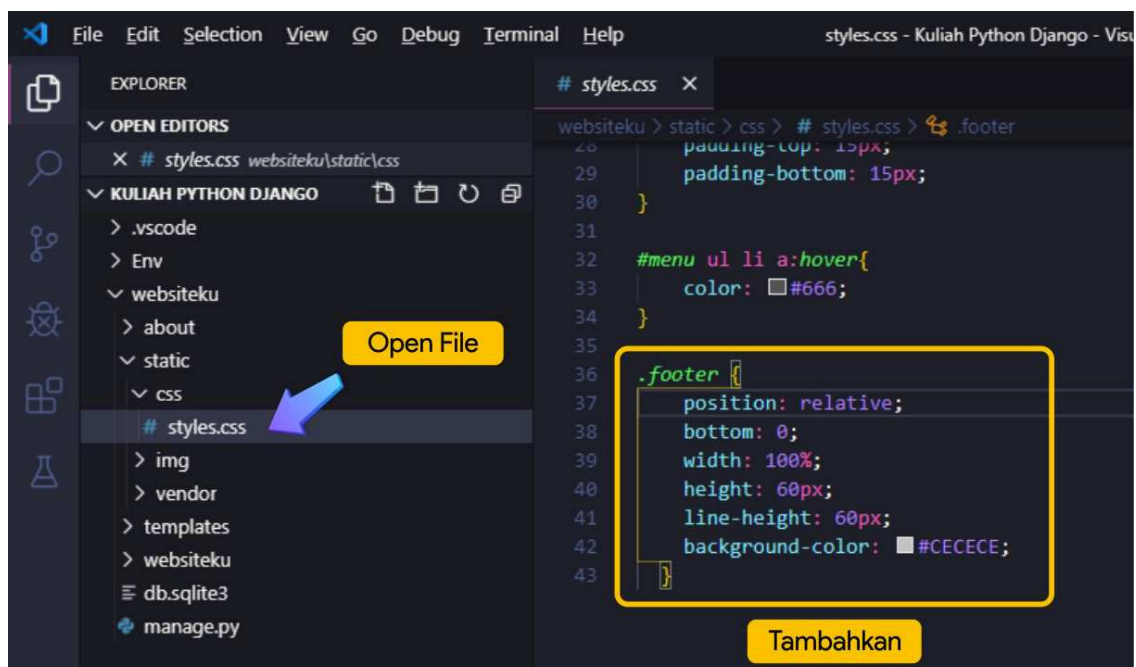 File Edit Selection View Go Debug Terminal Help styles.css - Kuliah Python Django - Visu
EXPLORER
OPEN EDITORS
# styles.css websiteku\static\css
KULIAH PYTHON DJANGO
.vscode
Env
websiteku
about
static
css
# styles.css
img
vendor
templates
websiteku
db.sqlite3
manage.py
Open File
# styles.css
websiteku > static > css > # styles.css > .footer
28 padding-top: 15px;
29 padding-bottom: 15px;
30 }
31
32 #menu ul li a:hover{
33 color: #666;
34 }
35
36 .footer {
37 position: relative;
38 bottom: 0;
39 width: 100%;
40 height: 60px;
41 line-height: 60px;
42 background-color: #CECECE;
43 }
Tambahkan